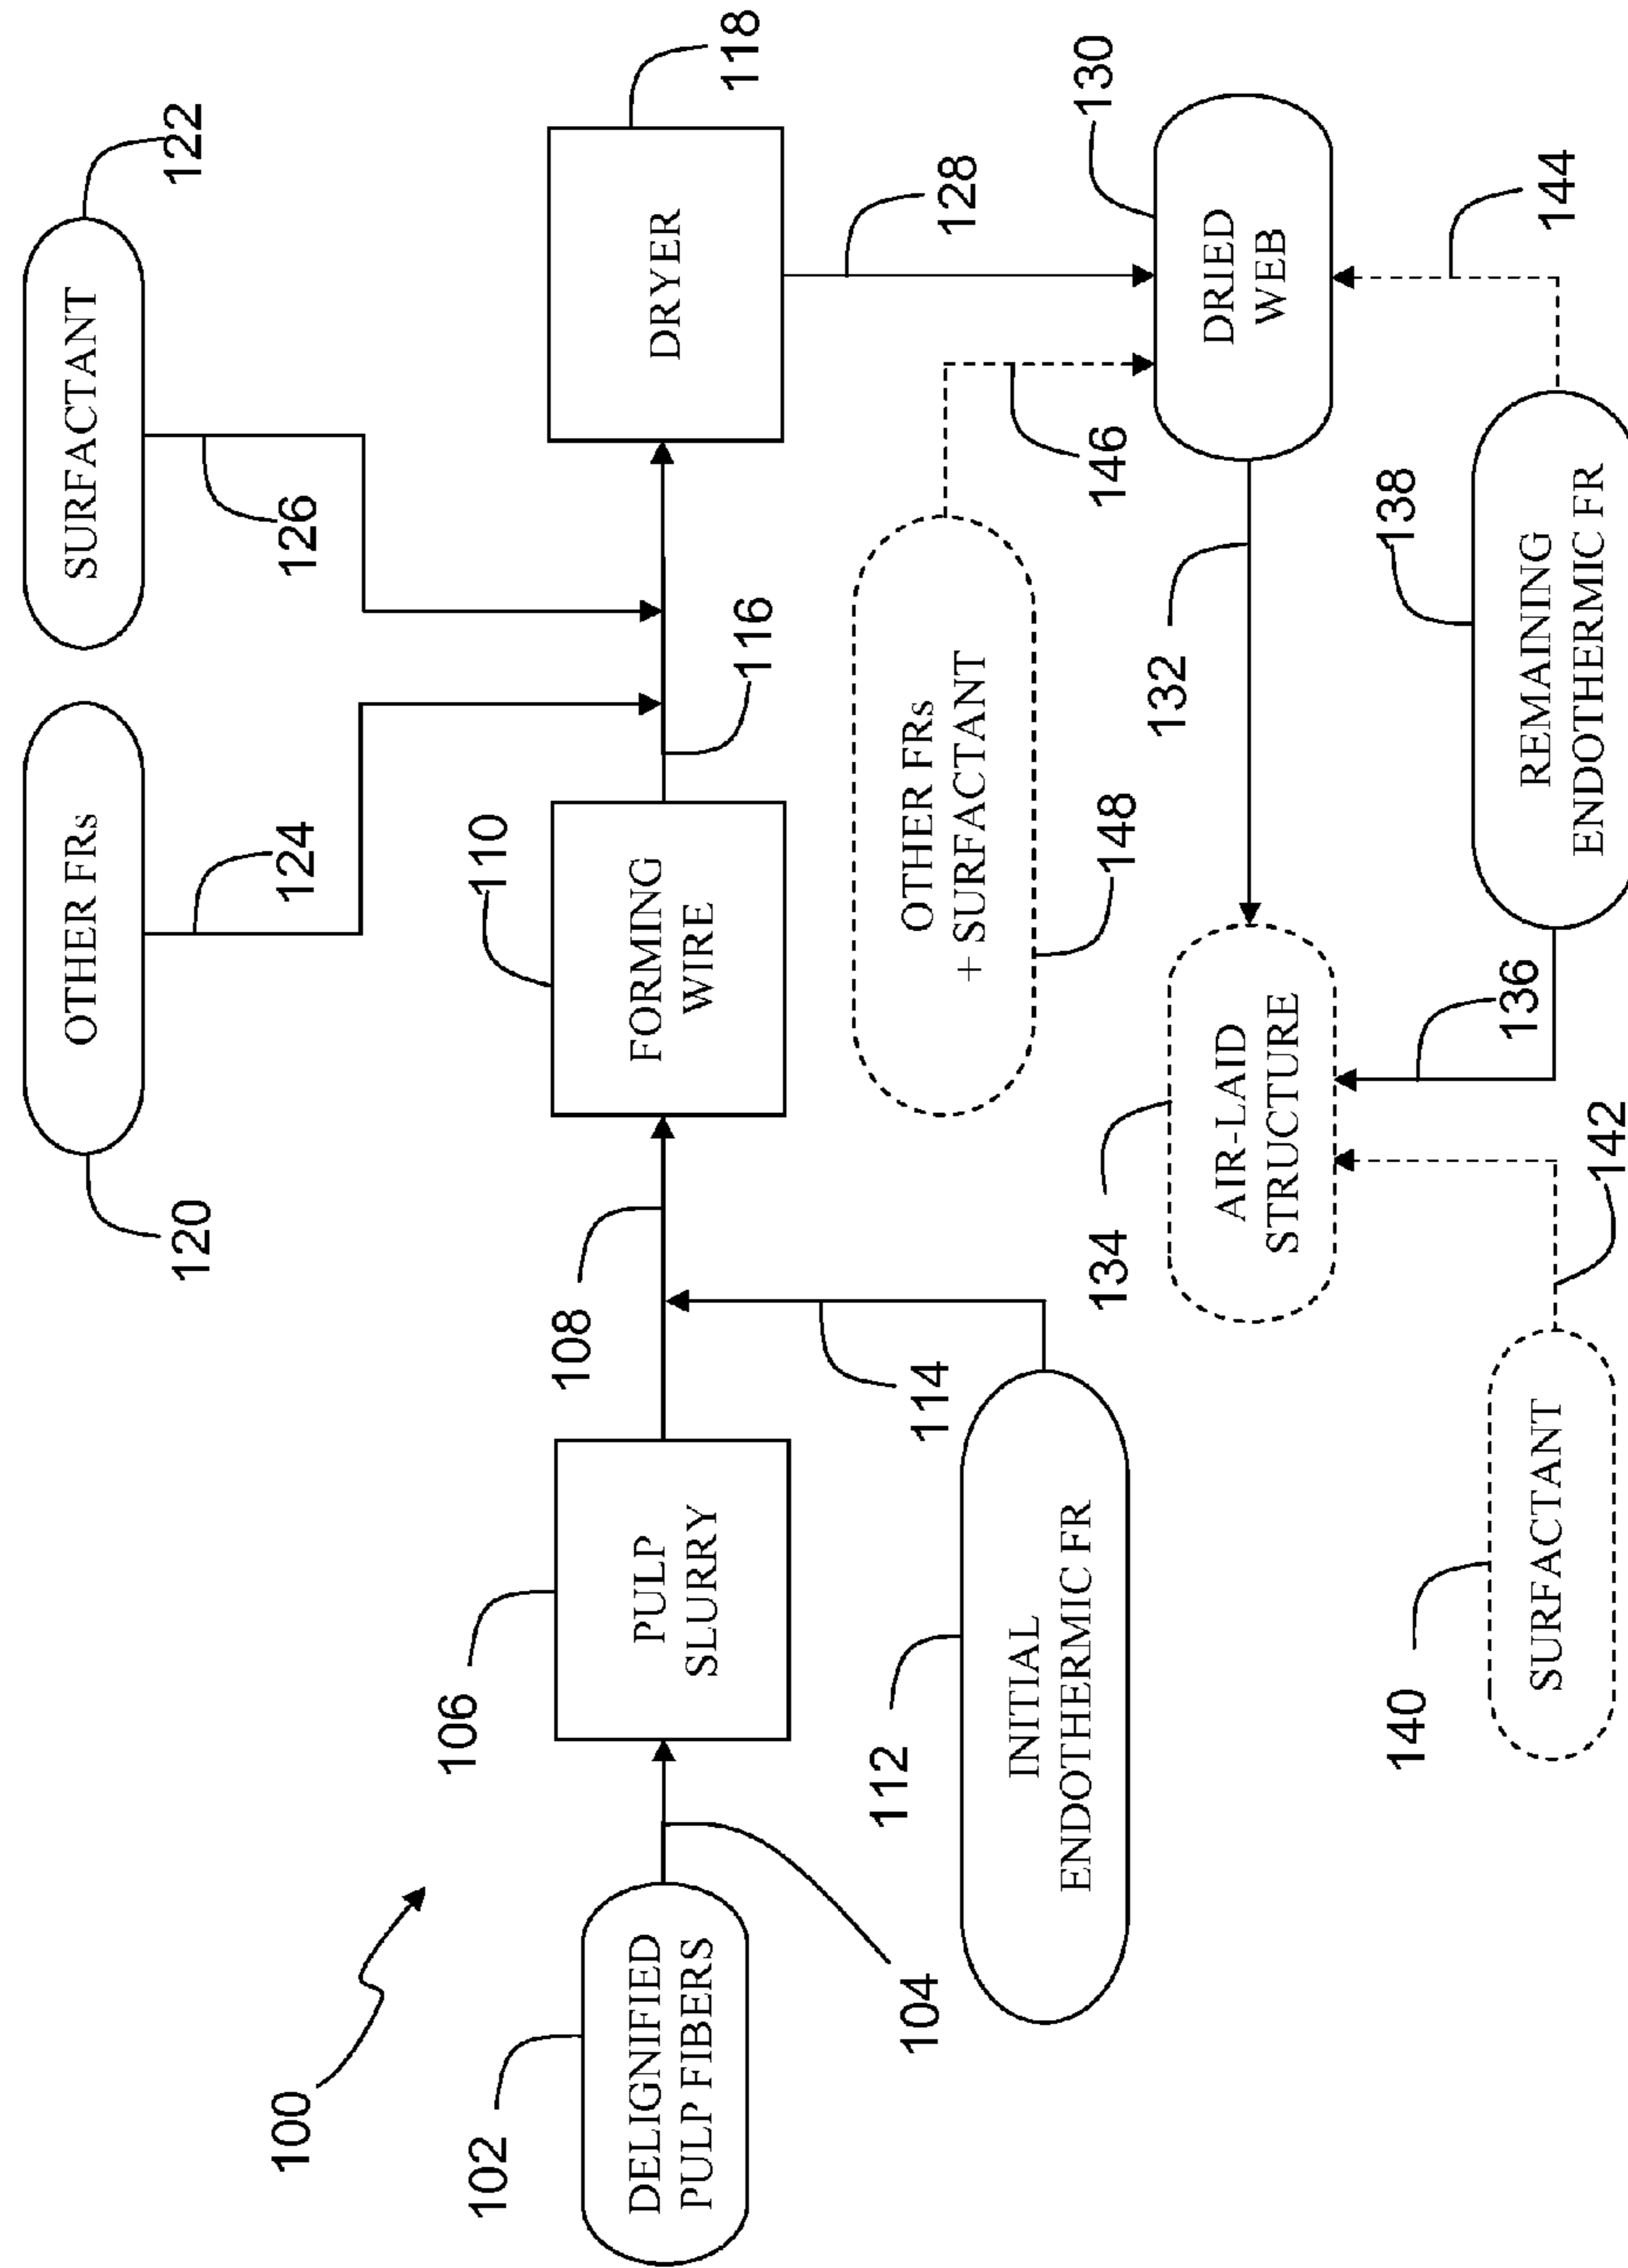 100
OTHER FRs
120
124
SURFACTANT
122
126
102
DELIGNIFIED
PULP FIBERS
104
106
PULP
SLURRY
108
110
FORMING
WIRE
116
DRYER
118
112
INITIAL
ENDOTHERMIC FR
114
OTHER FRs
+ SURFACTANT
148
146
128
134
AIR-LAID
STRUCTURE
132
DRIED
WEB
130
140
SURFACTANT
142
136
REMAINING
ENDOTHERMIC FR
138
144